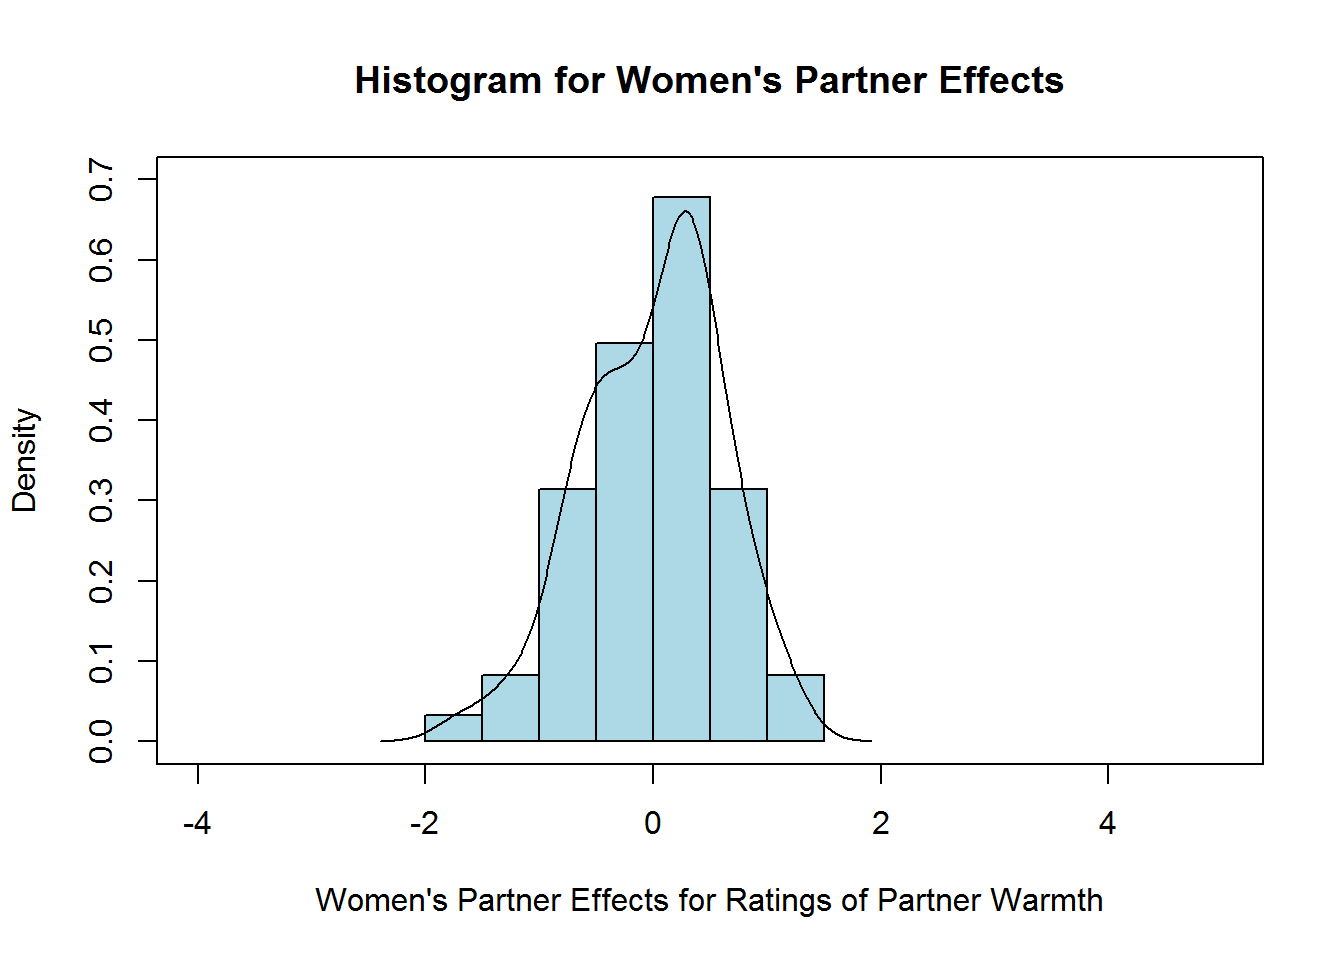 Histogram for Women's Partner Effects
Density
0.7
0.6
0.5
0.4
0.3
0.2
0.1
0.0
-4 -2 0 2 4
Women's Partner Effects for Ratings of Partner Warmth